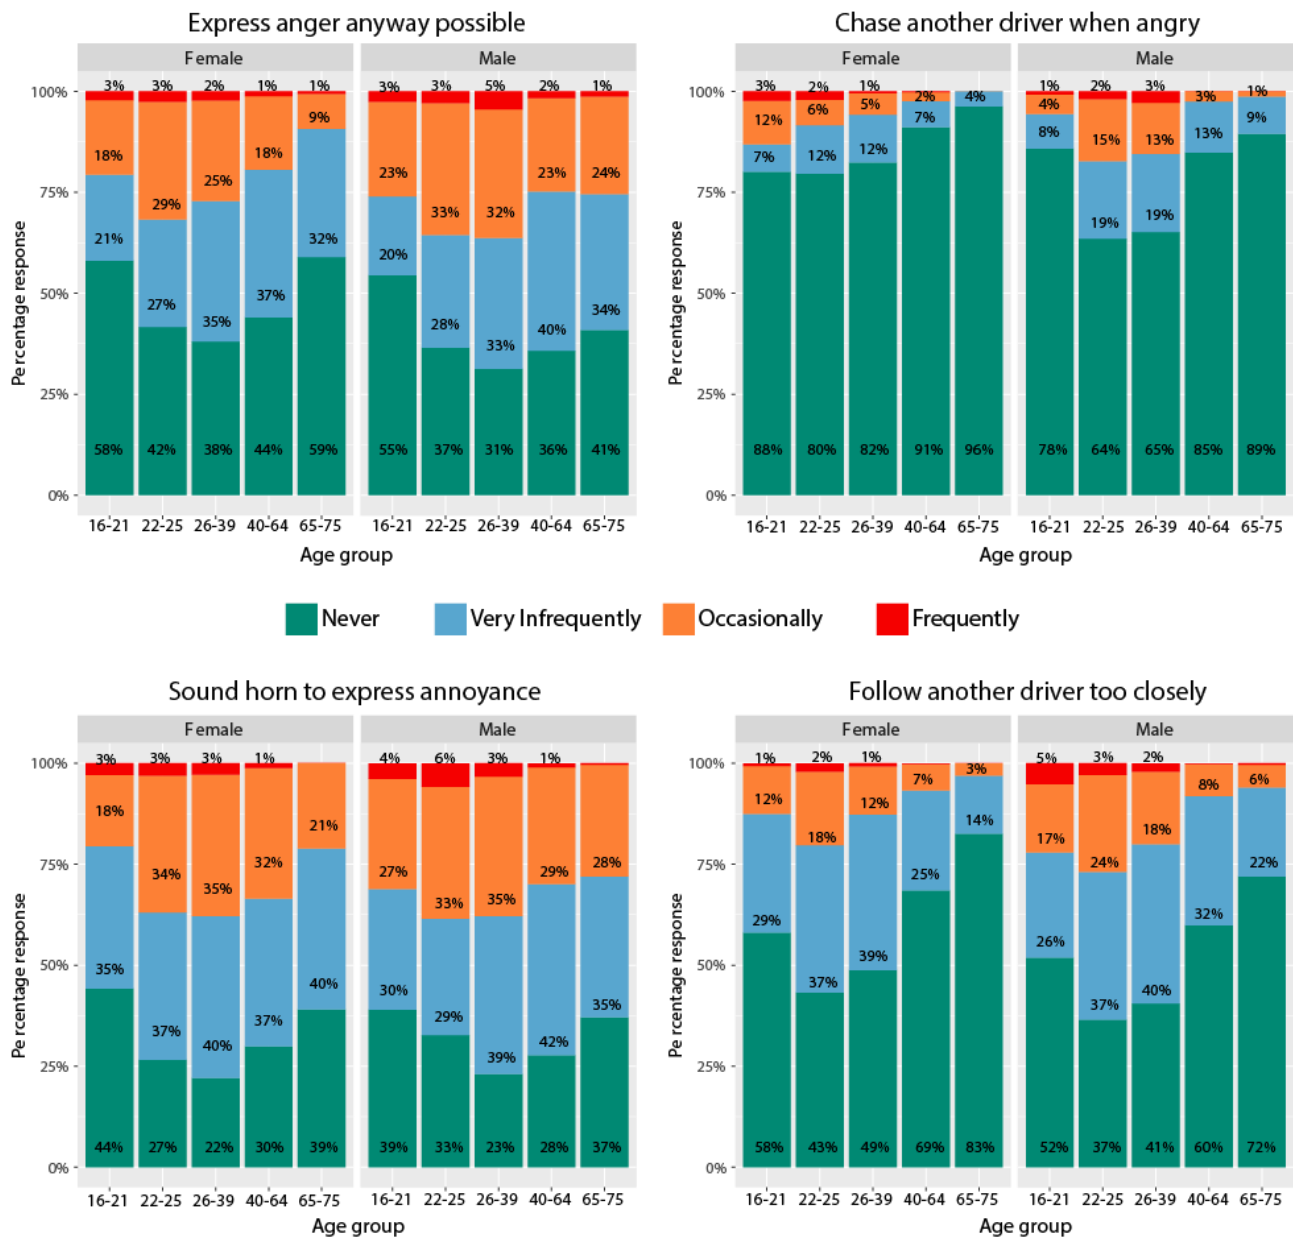 Express anger anyway possible
Female Male
3% 3% 2% 1% 1% 3% 3% 5% 2% 1%
100%
9%
18% 29% 25% 18% 23% 33% 32% 23% 24%
75%
21% 27% 35% 37% 32% 20% 28% 33% 40% 34%
50%
25%
58% 42% 38% 44% 59% 55% 37% 31% 36% 41%
0%
16-21 22-25 26-39 40-64 65-75 16-21 22-25 26-39 40-64 65-75
Percentage response
Age group
Chase another driver when angry
Female Male
3% 2% 1% 1% 2% 3%
100%
12% 6% 5% 2% 4% 15% 13% 3% 1%
7% 12% 12% 7% 4% 8% 19% 19% 13% 9%
75%
50%
25%
88% 80% 82% 91% 96% 78% 64% 65% 85% 89%
0%
16-21 22-25 26-39 40-64 65-75 16-21 22-25 26-39 40-64 65-75
Percentage response
Age group
Never Very Infrequently Occasionally Frequently
Sound horn to express annoyance
Female Male
3% 3% 3% 1% 4% 6% 3% 1%
100%
18% 34% 35% 32% 21% 27% 33% 35% 29% 28%
75%
35% 37% 40% 37% 40% 30% 29% 39% 42% 35%
50%
25%
44% 27% 22% 30% 39% 39% 33% 23% 28% 37%
0%
16-21 22-25 26-39 40-64 65-75 16-21 22-25 26-39 40-64 65-75
Percentage response
Age group
Follow another driver too closely
Female Male
1% 2% 1% 5% 3% 2%
100%
12% 18% 12% 7% 3% 17% 24% 18% 8% 6%
75%
29% 37% 39% 25% 14% 26% 37% 40% 32% 22%
50%
25%
58% 43% 49% 69% 83% 52% 37% 41% 60% 72%
0%
16-21 22-25 26-39 40-64 65-75 16-21 22-25 26-39 40-64 65-75
Percentage response
Age group